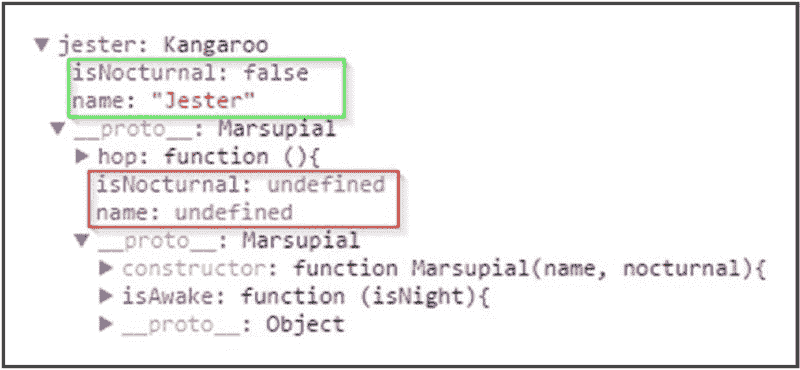 ▼ jester: Kangaroo
isNocturnal: false
name: "Jester"
▼ __proto__: Marsupial
▶ hop: function (){
isNocturnal: undefined
name: undefined
▼ __proto__: Marsupial
▶ constructor: function Marsupial(name, nocturnal){
▶ isAwake: function (isNight){
▶ __proto__: Object